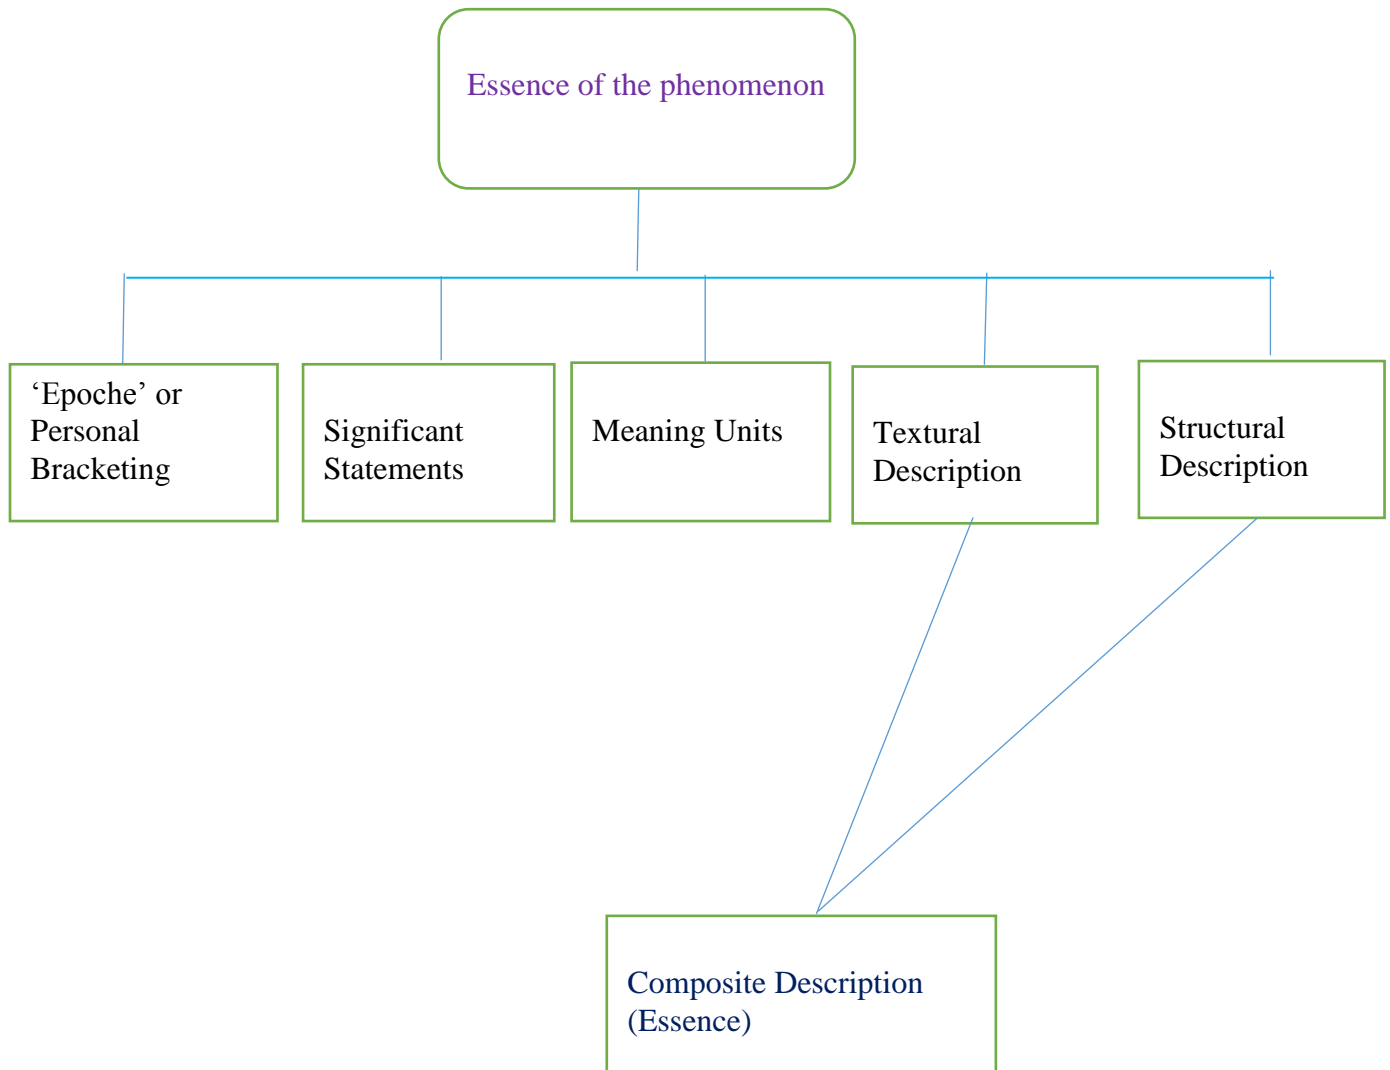 Essence of the phenomenon
‘Epoche’ or
Personal
Bracketing
Significant
Statements
Meaning Units
Textural
Description
Structural
Description
Composite Description
(Essence)